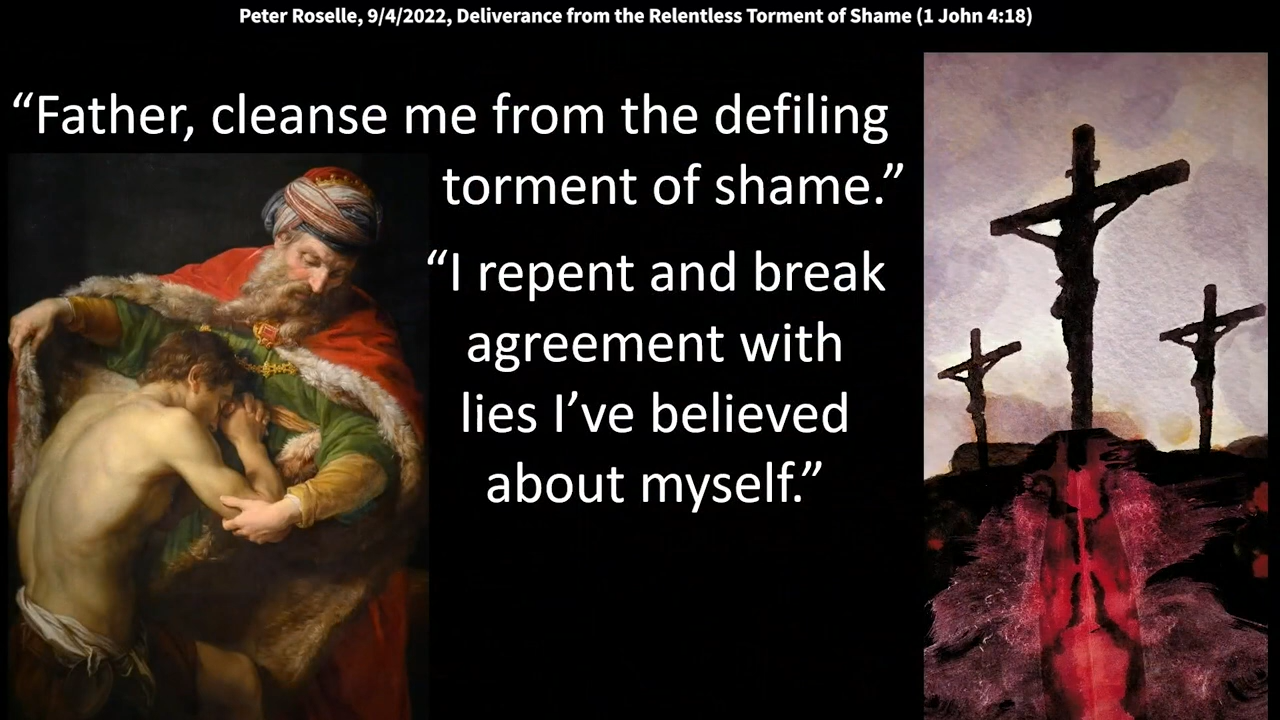 Peter Roselle, 9/4/2022, Deliverance from the Relentless Torment of Shame (1 John 4:18)
“Father, cleanse me from the defiling
torment of shame.”
“I repent and break
agreement with
lies I’ve believed
about myself.”